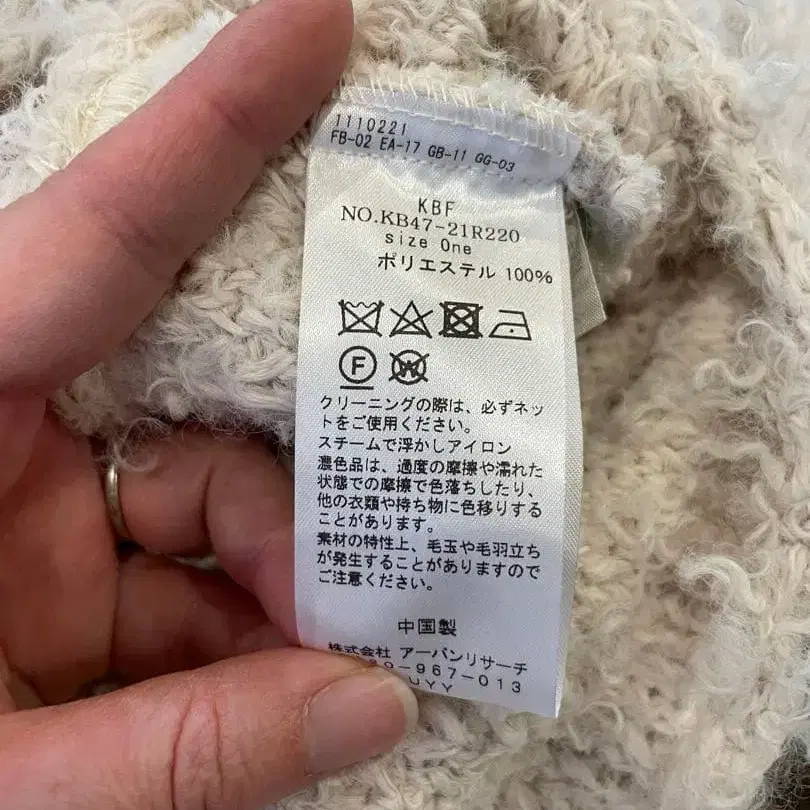 1110221
FB-02 EA-17 GB-11 GG-03
KBF
NO.KB47-21R220
size One
ポリエステル 100%
F W
クリーニングの際は、必ずネッ
トをご使用ください。
スチームで浮かしアイロン
濃色品は、過度の摩擦や濡れた
状態での摩擦で色落ちしたり、
他の衣類や持ち物に色移りする
ことがあります。
素材の特性上、毛玉や毛羽立ち
が発生することがありますので
ご注意ください。
中国製
株式会社 アーバンリサーチ
-967-013
UYY